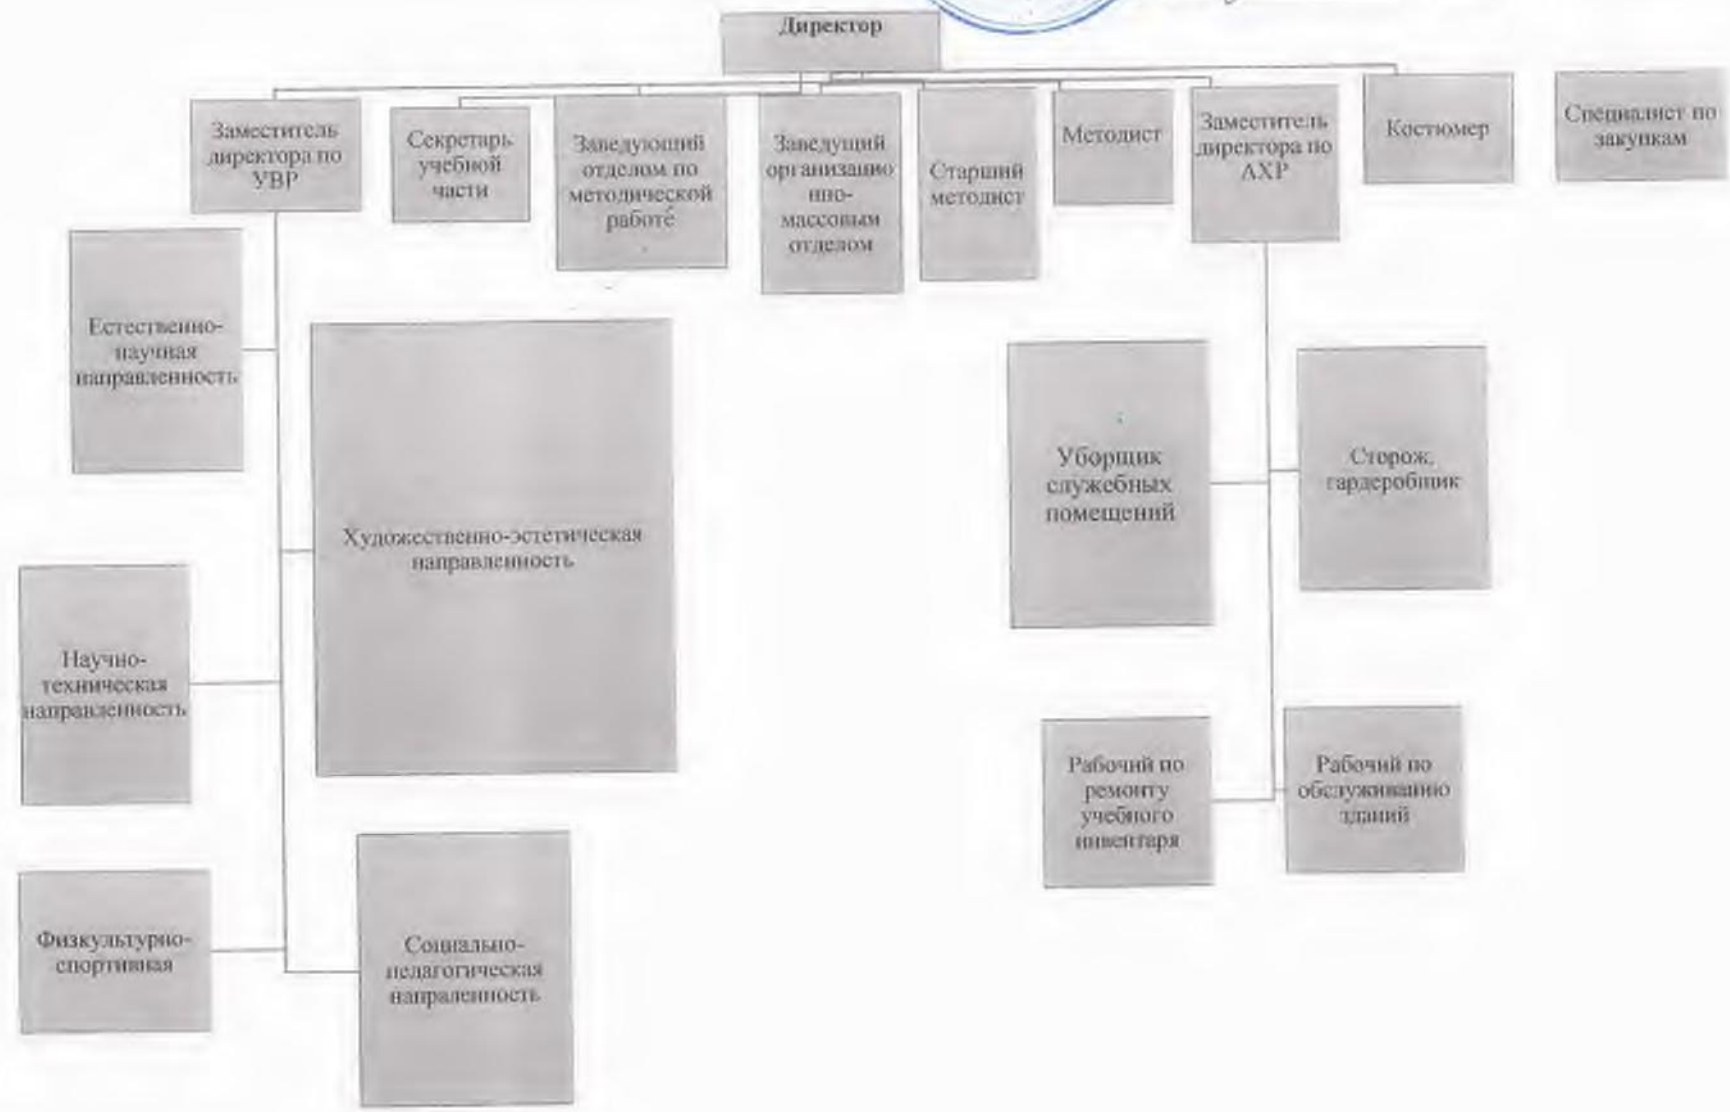 Директор
Заместитель
директора по
УВР
Секретарь
учебной
части
Заведующий
отделом по
методической
работе
Заведущий
организацио
нно-
массовым
отделом
Старший
методист
Методист
Заместитель
директора по
АХР
Костюмер
Специалист по
закупкам
Естественно-
научная
направленность
Художественно-эстетическая
направленность
Уборщик
служебных
помещений
Сторож,
гардеробщик
Научно-
техническая
направленность
Рабочий по
ремонту
учебного
инвентаря
Рабочий по
обслуживанию
зданий
Физкультурно-
спортивная
Социально-
педагогическая
напраленность